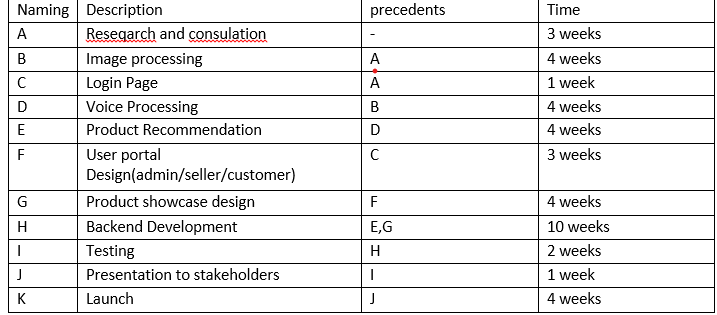 Naming Description precedents Time
A Reseqarch and consulation - 3 weeks
B Image processing A 4 weeks
C Login Page A 1 week
D Voice Processing B 4 weeks
E Product Recommendation D 4 weeks
F User portal C 3 weeks
Design(admin/seller/customer)
G Product showcase design F 4 weeks
H Backend Development E,G 10 weeks
I Testing H 2 weeks
J Presentation to stakeholders I 1 week
K Launch J 4 weeks